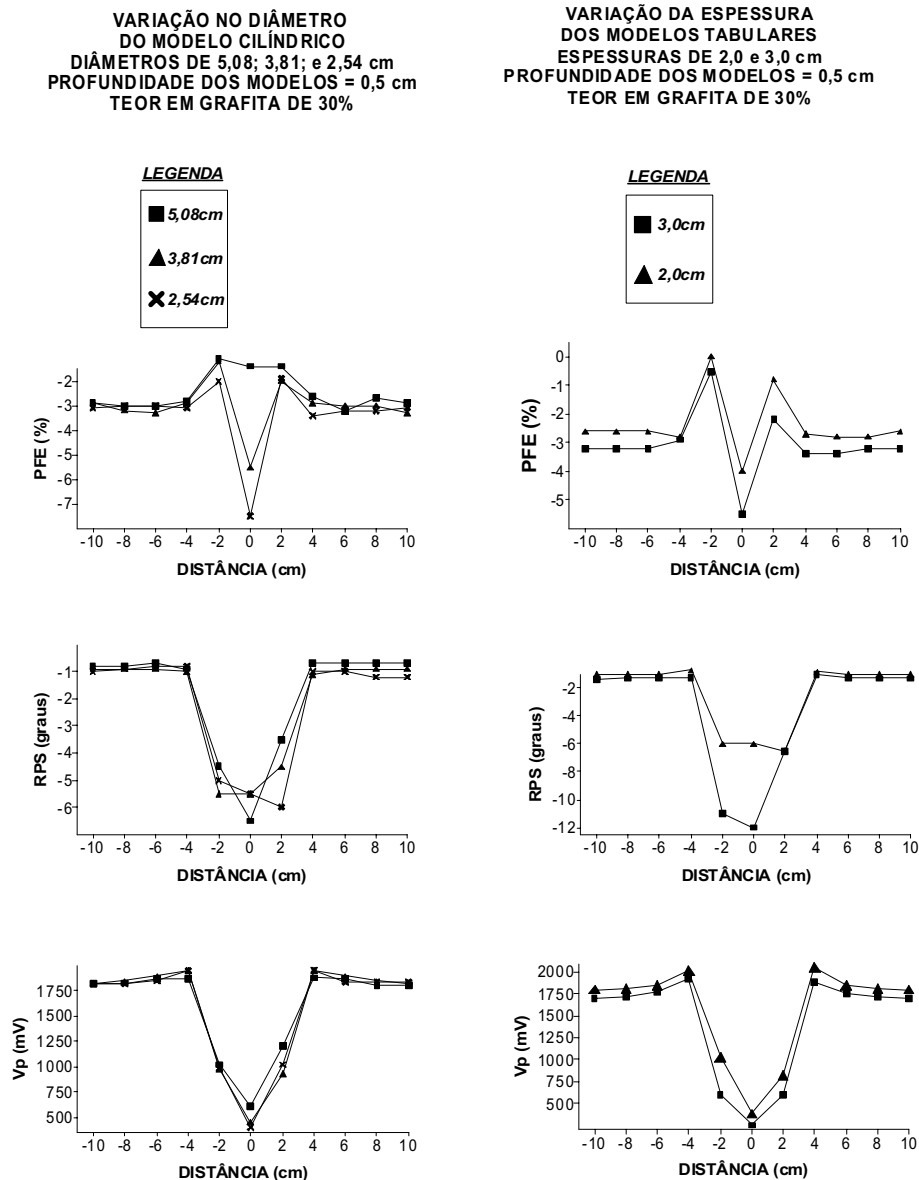 VARIAÇÃO NO DIÂMETRO
DO MODELO CILÍNDRICO
DIÂMETROS DE 5,08; 3,81; e 2,54 cm
PROFUNDIDADE DOS MODELOS = 0,5 cm
TEOR EM GRAFITA DE 30%
LEGENDA
5,08cm
3,81cm
2,54cm
-2
-3
-4
-5
-6
-7
PFE (%)
-10 -8 -6 -4 -2 0 2 4 6 8 10
DISTÂNCIA (cm)
-1
-2
-3
-4
-5
-6
RPS (graus)
-10 -8 -6 -4 -2 0 2 4 6 8 10
DISTÂNCIA (cm)
1750
1500
1250
1000
750
500
Vp (mV)
-10 -8 -6 -4 -2 0 2 4 6 8 10
DISTÂNCIA (cm)
VARIAÇÃO DA ESPESSURA
DOS MODELOS TABULARES
ESPESSURAS DE 2,0 e 3,0 cm
PROFUNDIDADE DOS MODELOS = 0,5 cm
TEOR EM GRAFITA DE 30%
LEGENDA
3,0cm
2,0cm
0
-1
-2
-3
-4
-5
PFE (%)
-10 -8 -6 -4 -2 0 2 4 6 8 10
DISTÂNCIA (cm)
-2
-4
-6
-8
-10
-12
RPS (graus)
-10 -8 -6 -4 -2 0 2 4 6 8 10
DISTÂNCIA (cm)
2000
1750
1500
1250
1000
750
500
Vp (mV)
-10 -8 -6 -4 -2 0 2 4 6 8 10
DISTÂNCIA (cm)